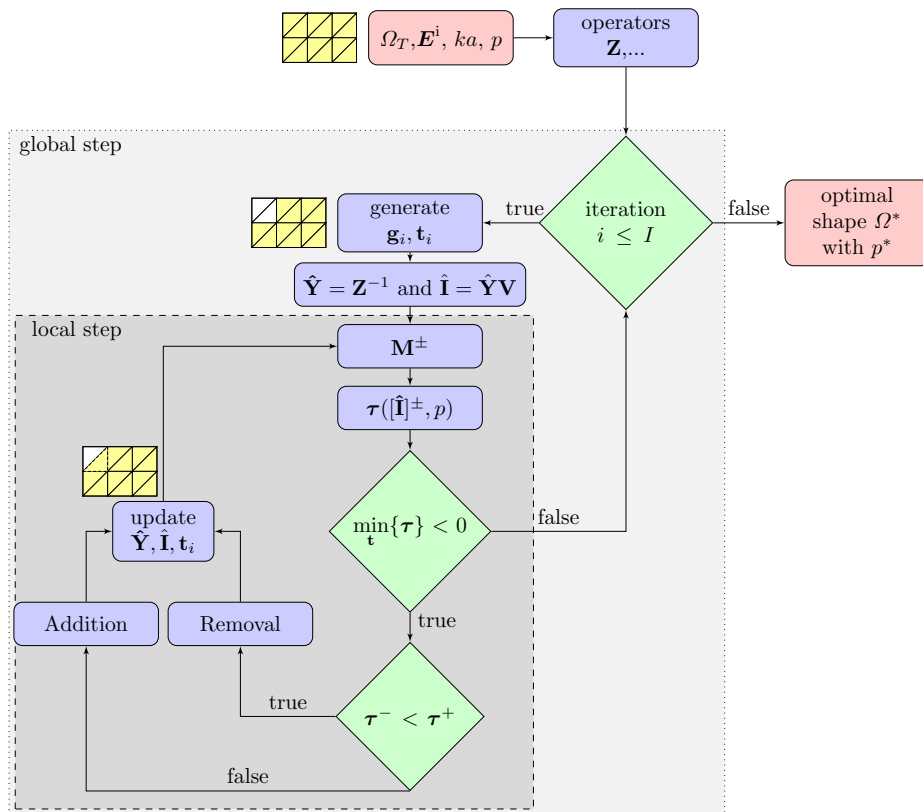 Ω_T, E^i, ka, p
operators
Z,...
global step
iteration
i ≤ I
true
false
optimal
shape Ω*
with p*
generate
g_i, t_i
Ŷ = Z^{-1} and Î = ŶV
local step
M^±
τ([Î]^±, p)
min{τ} < 0
t
false
true
update
Ŷ, Î, t_i
Addition
Removal
τ^- < τ^+
true
false